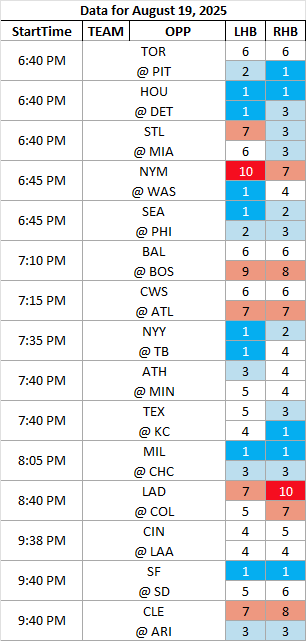 Data for August 19, 2025
StartTime TEAM OPP LHB RHB
6:40 PM TOR 6 6
@ PIT 2 1
6:40 PM HOU 1 1
@ DET 1 3
6:40 PM STL 7 3
@ MIA 6 3
6:45 PM NYM 10 7
@ WAS 1 4
6:45 PM SEA 1 2
@ PHI 2 3
7:10 PM BAL 6 6
@ BOS 9 8
7:15 PM CWS 6 6
@ ATL 7 7
7:35 PM NYY 1 2
@ TB 1 4
7:40 PM ATH 3 4
@ MIN 5 4
7:40 PM TEX 5 3
@ KC 4 1
8:05 PM MIL 1 1
@ CHC 3 3
8:40 PM LAD 7 10
@ COL 5 7
9:38 PM CIN 4 5
@ LAA 4 4
9:40 PM SF 1 1
@ SD 5 6
9:40 PM CLE 7 8
@ ARI 3 3